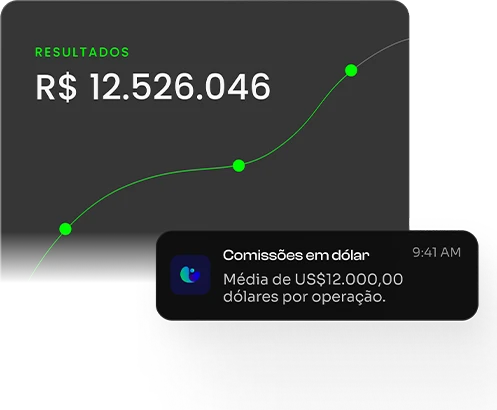 RESULTADOS
R$ 12.526.046
Comissões em dólar
9:41 AM
Média de US$12.000,00
dólares por operação.